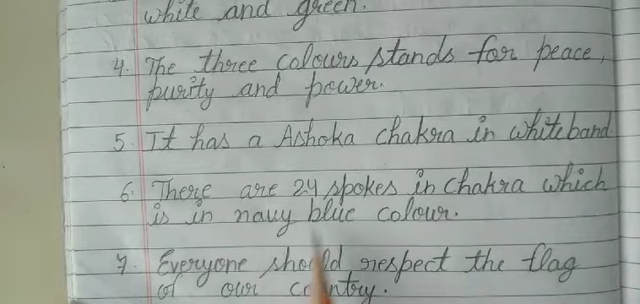 white and green.
4. The three colours stands for peace,
purity and power.
5. It has a Ashoka chakra in whiteband
6. There are 24 spokes in chakra which
is in navy blue colour.
7. Everyone should respect the flag
of our country.